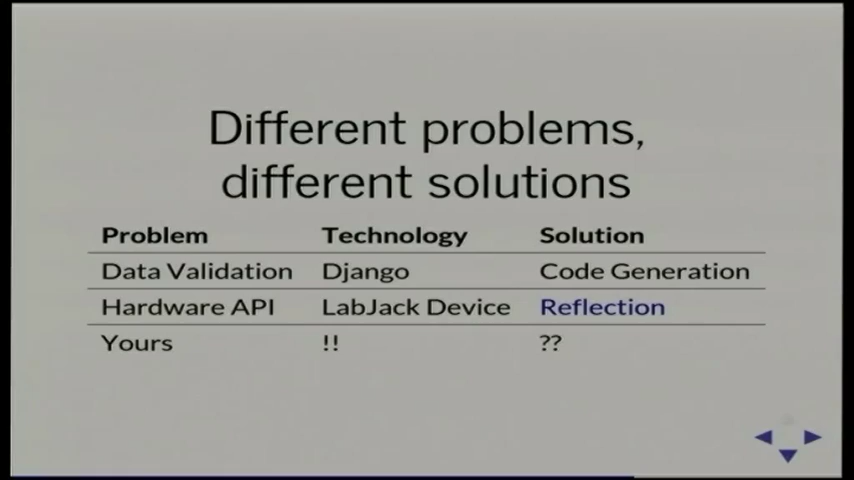 Different problems,
different solutions
Problem Technology Solution
Data Validation Django Code Generation
Hardware API LabJack Device Reflection
Yours !! ??